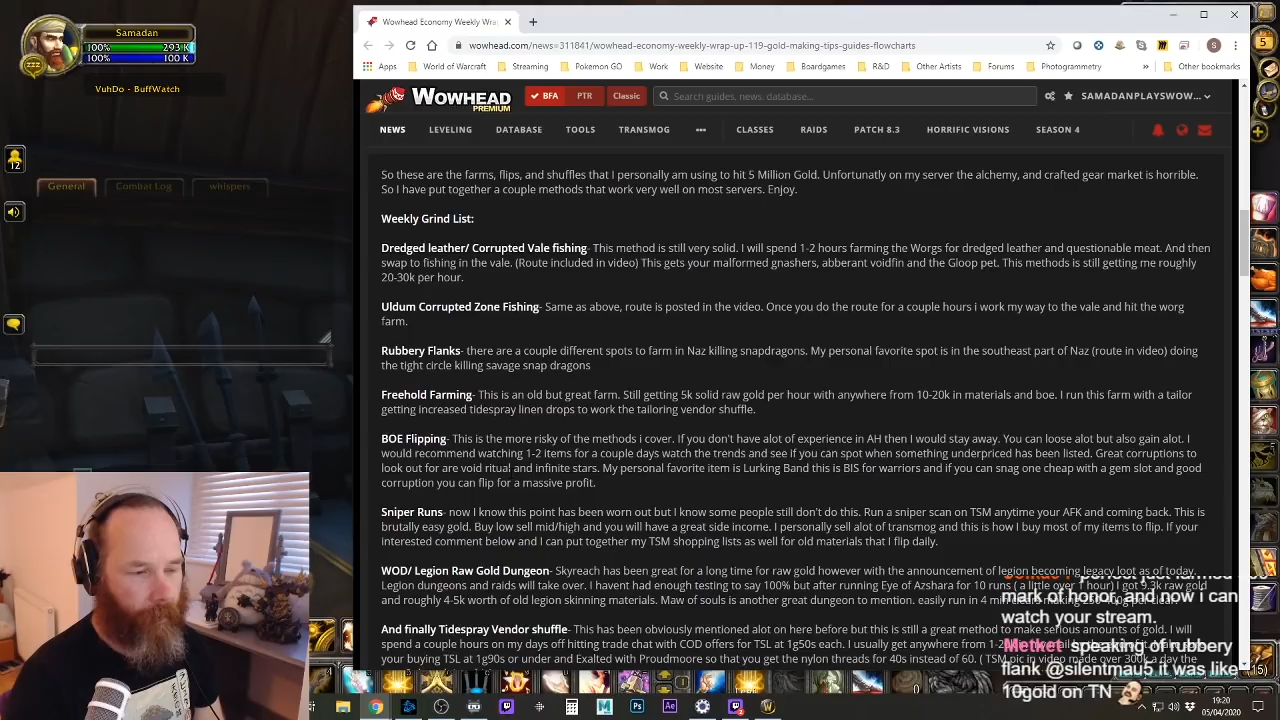 Samadan
100% 293 K
100% 100 K
VuhDo - BuffWatch
12
General
Combat Log
whispers
Wowhead Economy Weekly Wra
wowhead.com/news=311841/wowhead-economy-weekly-wrap-up-119-gold-making-tips-guides-flowcharts
S
Apps World of Warcraft Pokemon GO Work Website Money Boardgames R&D Other Artists Forums Photogrammetry » Other bookmarks
WOWHEAD PREMIUM
BFA PTR Classic
Search guides, news, database...
SAMADANPLAYSWOW...
NEWS LEVELING DATABASE TOOLS TRANSMOG ••• CLASSES RAIDS PATCH 8.3 HORRIFIC VISIONS SEASON 4
So these are the farms, flips, and shuffles that I personally am using to hit 5 Million Gold. Unfortunatly on my server the alchemy, and crafted gear market is horrible.
So I have put together a couple methods that work very well on most servers. Enjoy.
Weekly Grind List:
Dredged leather/ Corrupted Vale fishing- This method is still very solid. I will spend 1-2 hours farming the Worgs for dredged leather and questionable meat. And then
swap to fishing in the vale. (Route included in video) This gets your malformed gnashers, abberant voidfin and the Gloop pet. This methods is still getting me roughly
20-30k per hour.
Uldum Corrupted Zone Fishing- Same as above, route is posted in the video. Once you do the route for a couple hours i work my way to the vale and hit the worg
farm.
Rubbery Flanks- there are a couple different spots to farm in Naz killing snapdragons. My personal favorite spot is in the southeast part of Naz (route in video) doing
the tight circle killing savage snap dragons
Freehold Farming- This is an old but great farm. Still getting 5k solid raw gold per hour with anywhere from 10-20k in materials and boe. I run this farm with a tailor
getting increased tidespray linen drops to work the tailoring vendor shuffle.
BOE Flipping- This is the more risky of the methods i cover. If you don't have alot of experience in AH then I would stay away. You can loose alot but also gain alot. I
would recommend watching 1-2 items for a couple days watch the trends and see if you can spot when something underpriced has been listed. Great corruptions to
look out for are void ritual and infinite stars. My personal favorite item is Lurking Band this is BIS for warriors and if you can snag one cheap with a gem slot and good
corruption you can flip for a massive profit.
Sniper Runs- now I know this point has been worn out but I know some people still don't do this. Run a sniper scan on TSM anytime your AFK and coming back. This is
brutally easy gold. Buy low sell mid/high and you will have a great side income. I personally sell alot of transmog and this is how I buy most of my items to flip. If your
interested comment below and I can put together my TSM shopping lists as well for old materials that I flip daily.
WOD/ Legion Raw Gold Dungeon- Skyreach has been great for a long time for raw gold however with the announcement of legion becoming legacy loot as of today.
Legion dungeons and raids will take over. I havent had enough testing to say 100% but after running Eye of Azshara for 10 runs ( a little over 1 hour) I got 9.3k raw gold
and roughly 4-5k worth of old legion skinning materials. Maw of souls is another great dungeon to mention. easily run in 4 min
And finally Tidespray Vendor shuffle- This has been obviously mentioned alot on here before but this is still a great method to make serious amounts of gold. I will
spend a couple hours on my days off hitting trade chat with COD offers for TSL at 1g50s each. I usually get anywhere from
your buying TSL at 1g90s or under and Exalted with Proudmoore so that you get the nylon threads for 40s instead of 60. ( TSM pic in video made over 300k a day the
mark of honor, and now i can
watch your stream.
Metket speaking of rubbery
flank @silenmau5 it was like
10gold on TN
19:20
05/04/2020